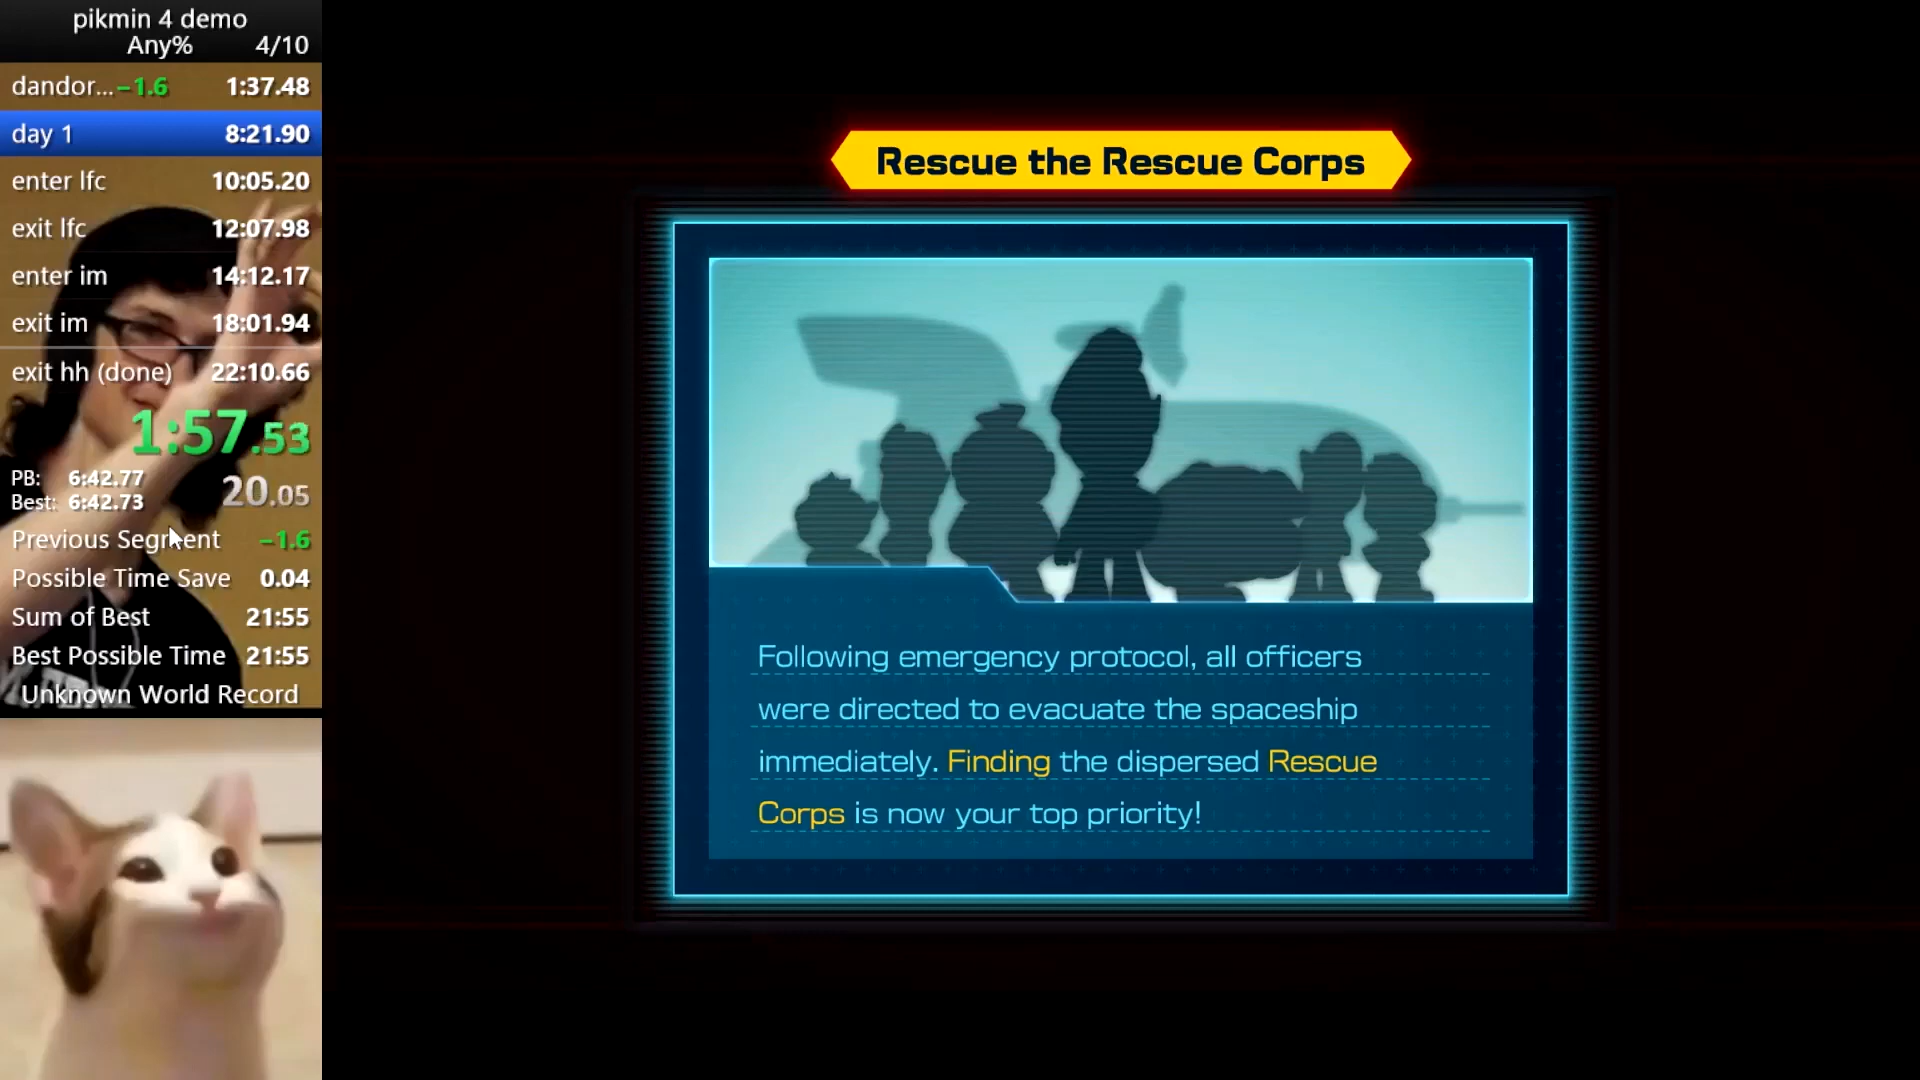 pikmin 4 demo
Any% 4/10
dandor... −1.6 1:37.48
day 1 8:21.90
enter lfc 10:05.20
exit lfc 12:07.98
enter im 14:12.17
exit im 18:01.94
exit hh (done) 22:10.66
1:57.53
PB: 6:42.77
Best: 6:42.73
20.05
Previous Segment −1.6
Possible Time Save 0.04
Sum of Best 21:55
Best Possible Time 21:55
Unknown World Record
Rescue the Rescue Corps
Following emergency protocol, all officers
were directed to evacuate the spaceship
immediately. Finding the dispersed Rescue
Corps is now your top priority!